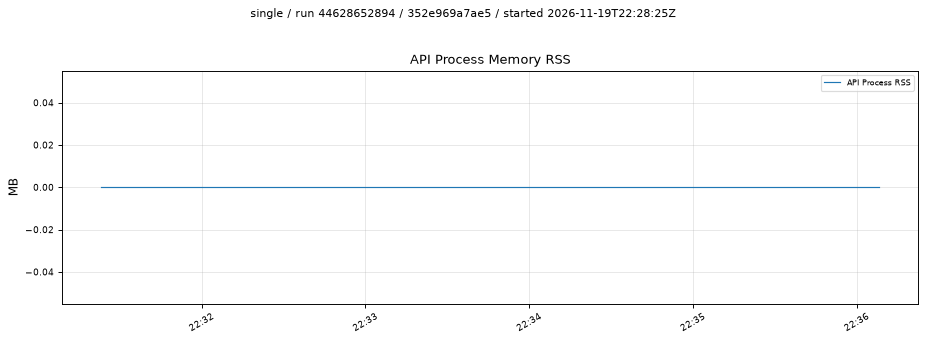 single / run 44628652894 / 352e969a7ae5 / started 2026-11-19T22:28:25Z
API Process Memory RSS
API Process RSS
MB
0.04
0.02
0.00
−0.02
−0.04
22:32
22:33
22:34
22:35
22:36